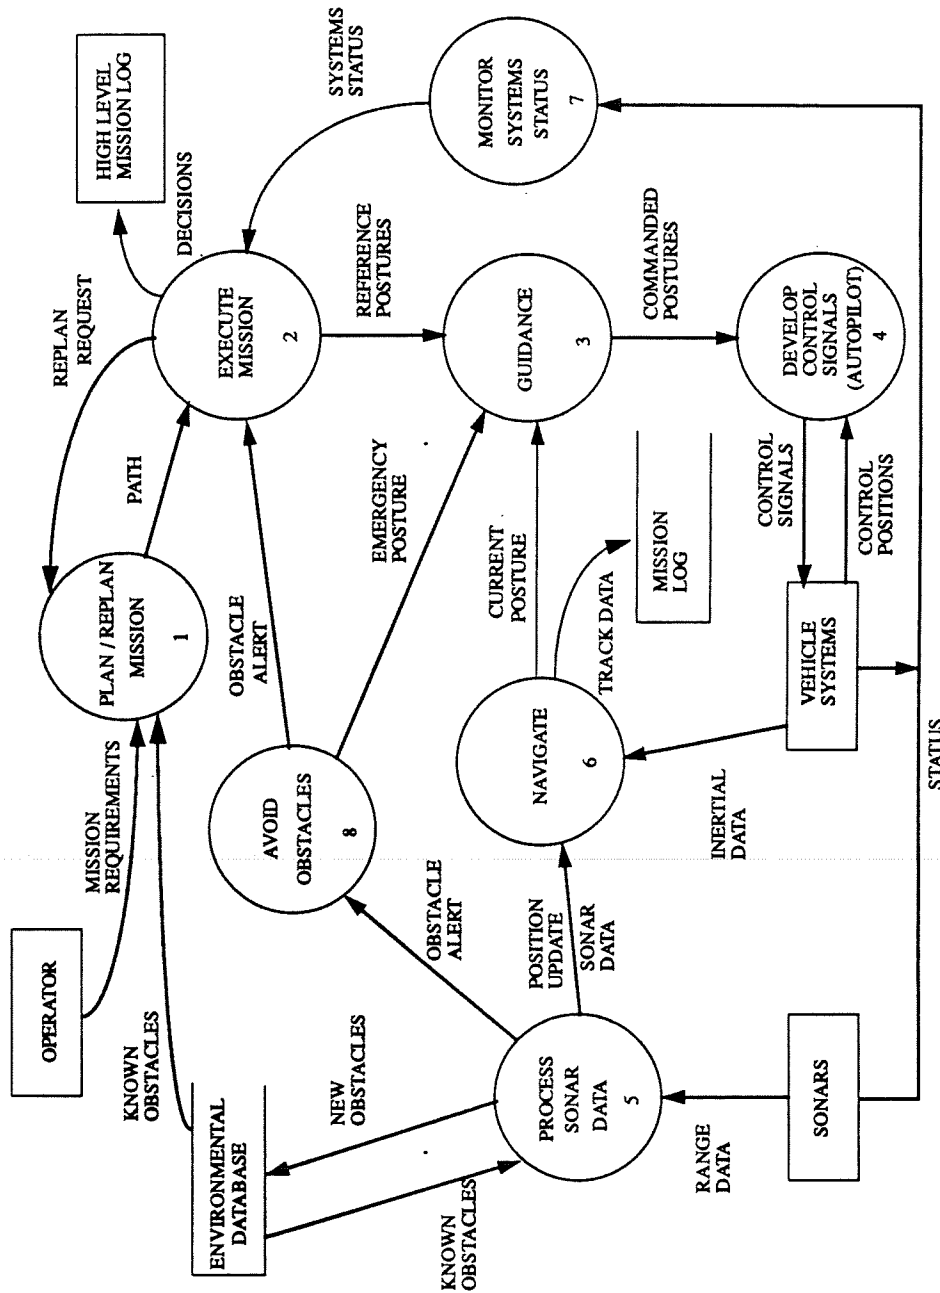 OPERATOR
MISSION
REQUIREMENTS
REPLAN
REQUEST
HIGH LEVEL
MISSION LOG
KNOWN
OBSTACLES
PLAN / REPLAN
MISSION
1
PATH
DECISIONS
ENVIRONMENTAL
DATABASE
OBSTACLE
ALERT
EXECUTE
MISSION
2
SYSTEMS
STATUS
NEW
OBSTACLES
AVOID
OBSTACLES
8
EMERGENCY
POSTURE
REFERENCE
POSTURES
KNOWN
OBSTACLES
OBSTACLE
ALERT
PROCESS
SONAR
DATA
5
POSITION
UPDATE
SONAR
DATA
NAVIGATE
6
CURRENT
POSTURE
TRACK DATA
GUIDANCE
3
MONITOR
SYSTEMS
STATUS
7
MISSION
LOG
COMMANDED
POSTURES
RANGE
DATA
INERTIAL
DATA
CONTROL
SIGNALS
SONARS
VEHICLE
SYSTEMS
CONTROL
POSITIONS
DEVELOP
CONTROL
SIGNALS
(AUTOPILOT)
4
STATUS